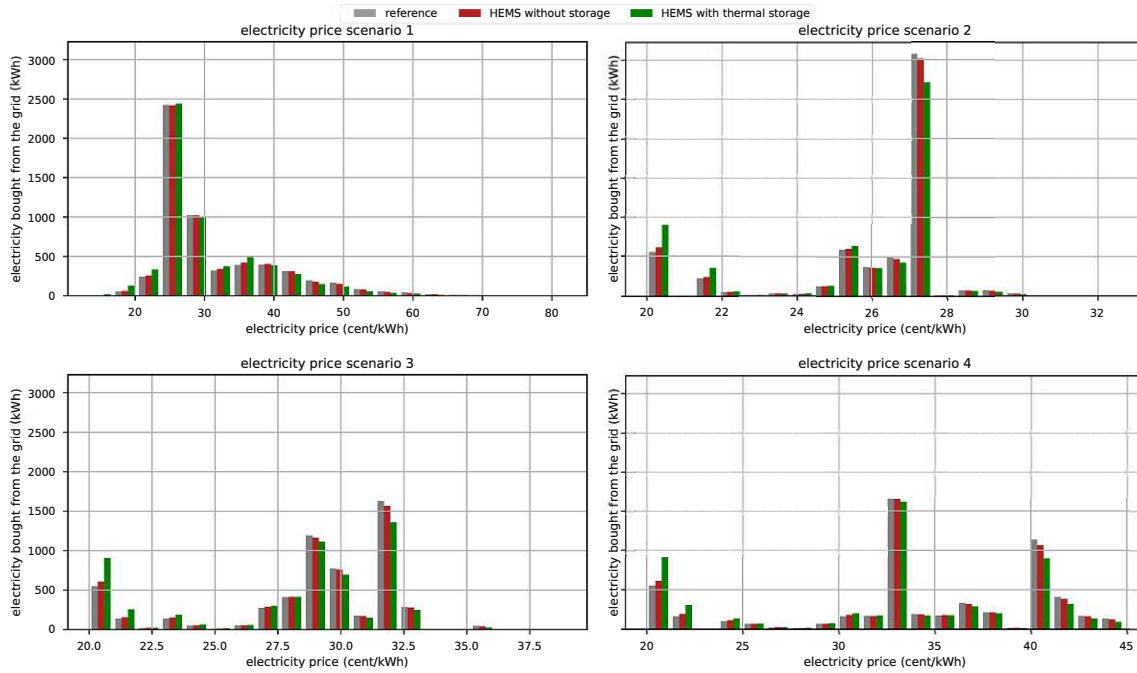 reference HEMS without storage HEMS with thermal storage
electricity price scenario 1
electricity bought from the grid (kWh)
3000
2500
2000
1500
1000
500
0
20 30 40 50 60 70 80
electricity price (cent/kWh)
electricity price scenario 2
electricity bought from the grid (kWh)
20 22 24 26 28 30 32
electricity price (cent/kWh)
electricity price scenario 3
electricity bought from the grid (kWh)
3000
2500
2000
1500
1000
500
0
20.0 22.5 25.0 27.5 30.0 32.5 35.0 37.5
electricity price (cent/kWh)
electricity price scenario 4
electricity bought from the grid (kWh)
20 25 30 35 40 45
electricity price (cent/kWh)